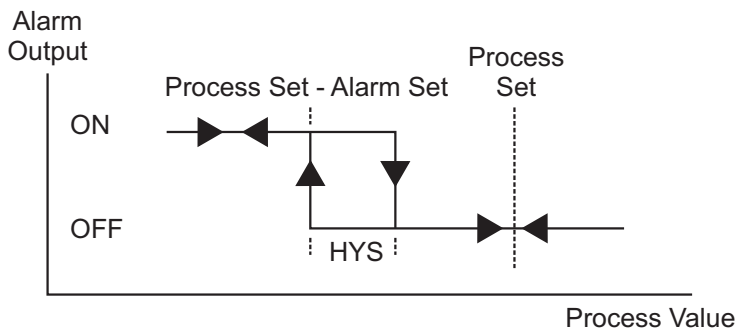 Alarm
Output
Process
Set
Process Set - Alarm Set
ON
OFF
HYS
Process Value